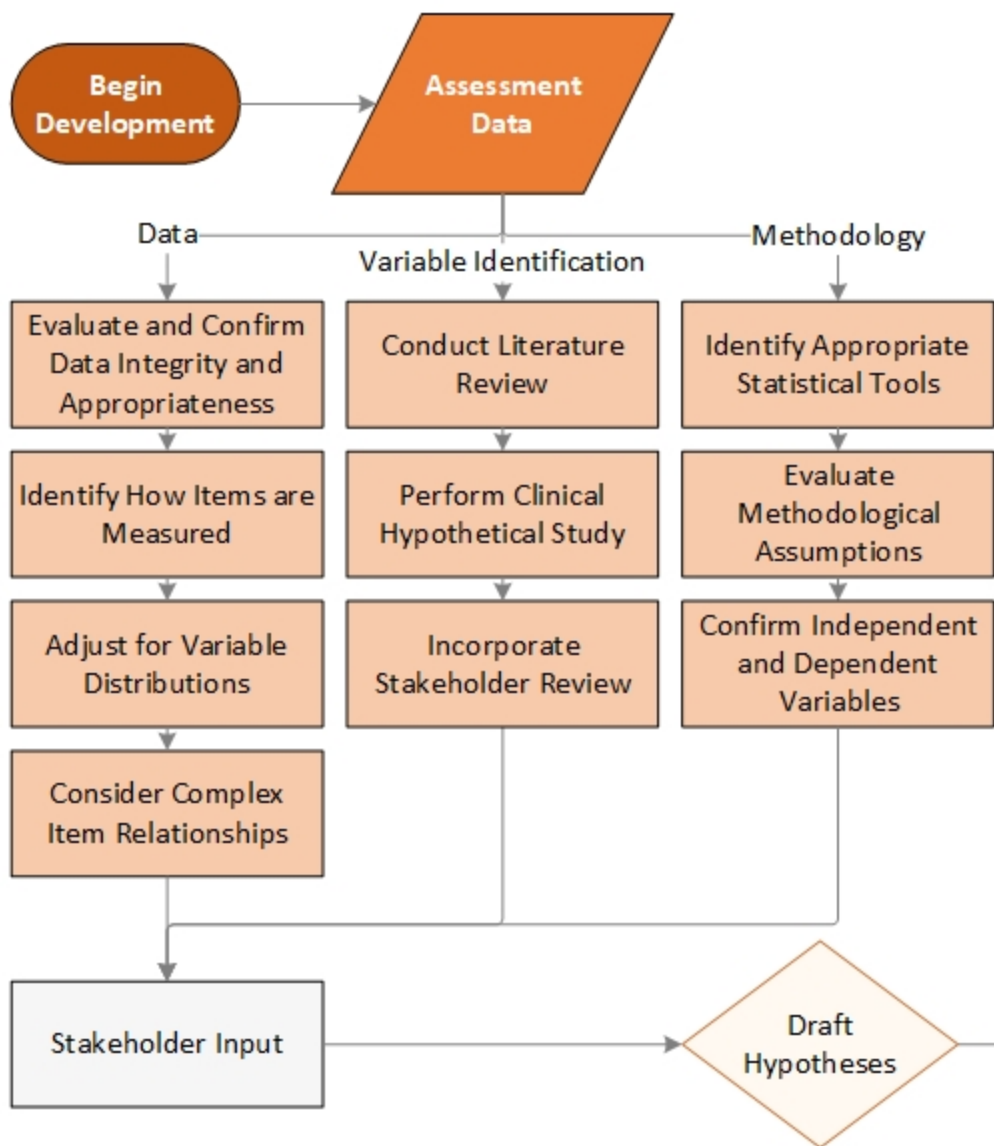 Begin
Development
Assessment
Data
Data
Variable Identification
Methodology
Evaluate and Confirm
Data Integrity and
Appropriateness
Conduct Literature
Review
Identify Appropriate
Statistical Tools
Identify How Items are
Measured
Perform Clinical
Hypothetical Study
Evaluate
Methodological
Assumptions
Adjust for Variable
Distributions
Incorporate
Stakeholder Review
Confirm Independent
and Dependent
Variables
Consider Complex
Item Relationships
Stakeholder Input
Draft
Hypotheses